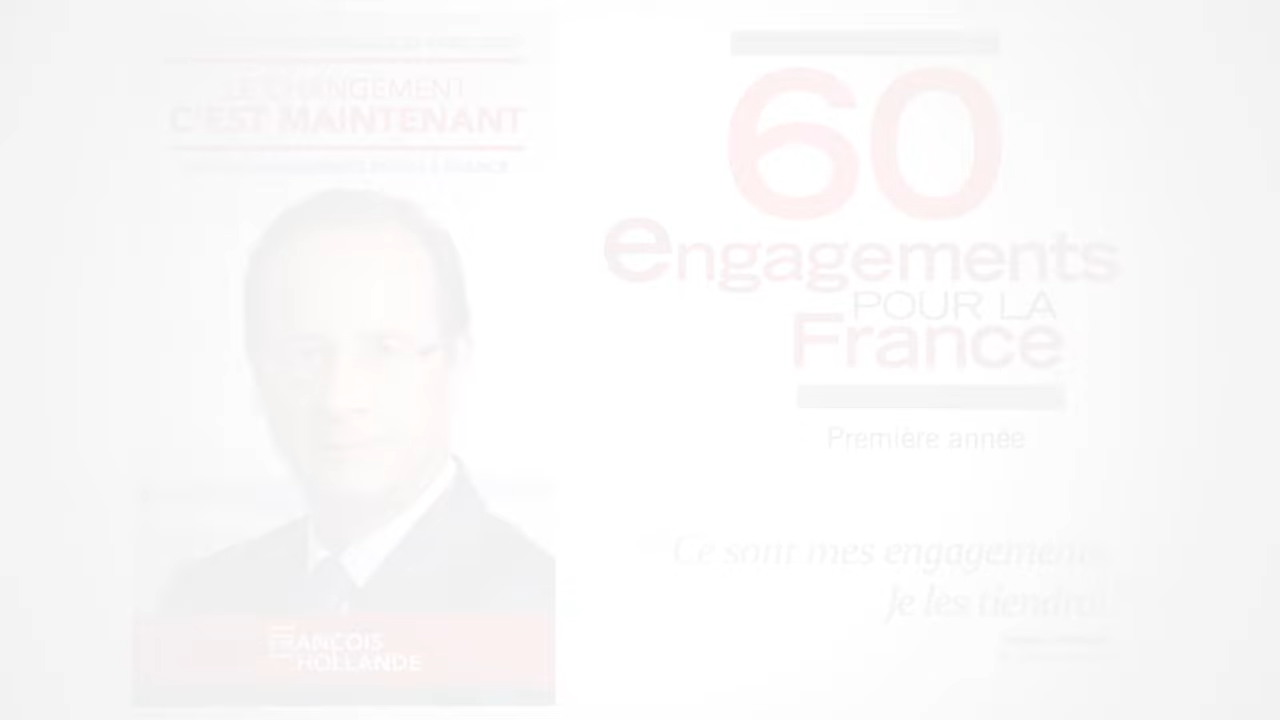 LE CHANGEMENT
C'EST MAINTENANT
FRANÇOIS
HOLLANDE
60
engagements
POUR LA
France
Première année
Ce sont mes engagements
Je les tiendrai